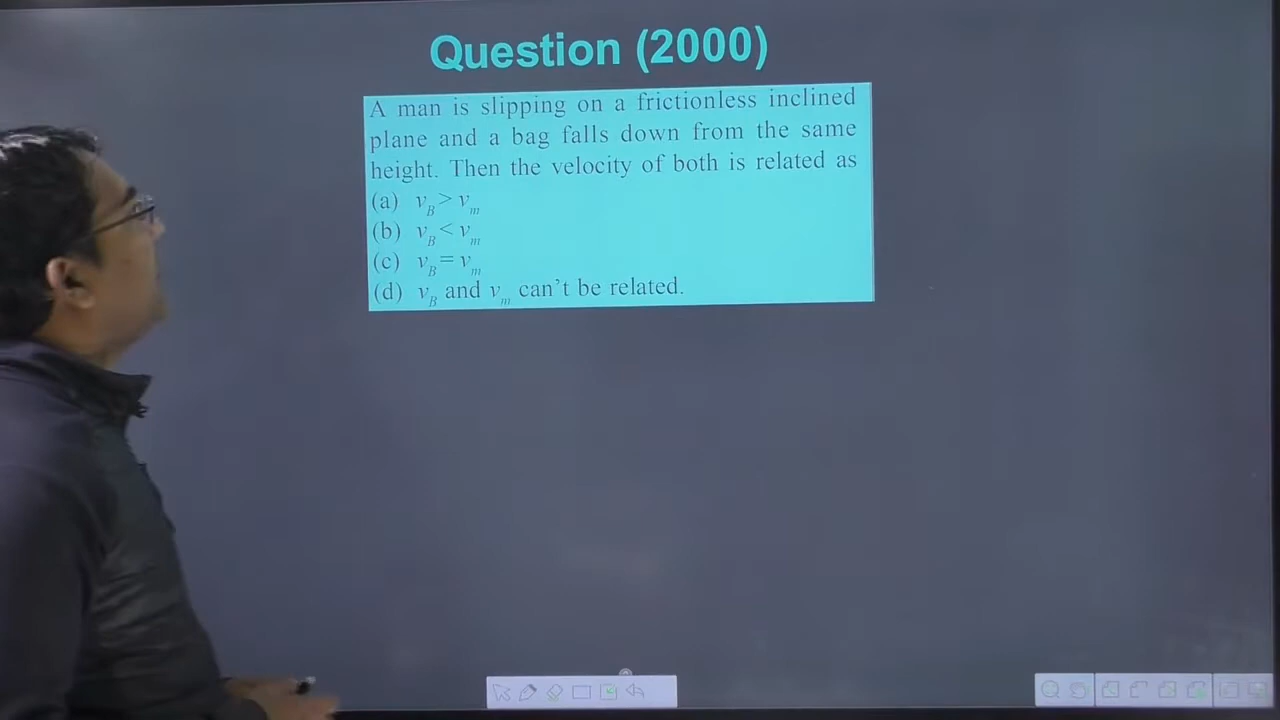 Question (2000)
A man is slipping on a frictionless inclined
plane and a bag falls down from the same
height. Then the velocity of both is related as
(a) v_B > v_m
(b) v_B < v_m
(c) v_B = v_m
(d) v_B and v_m can't be related.